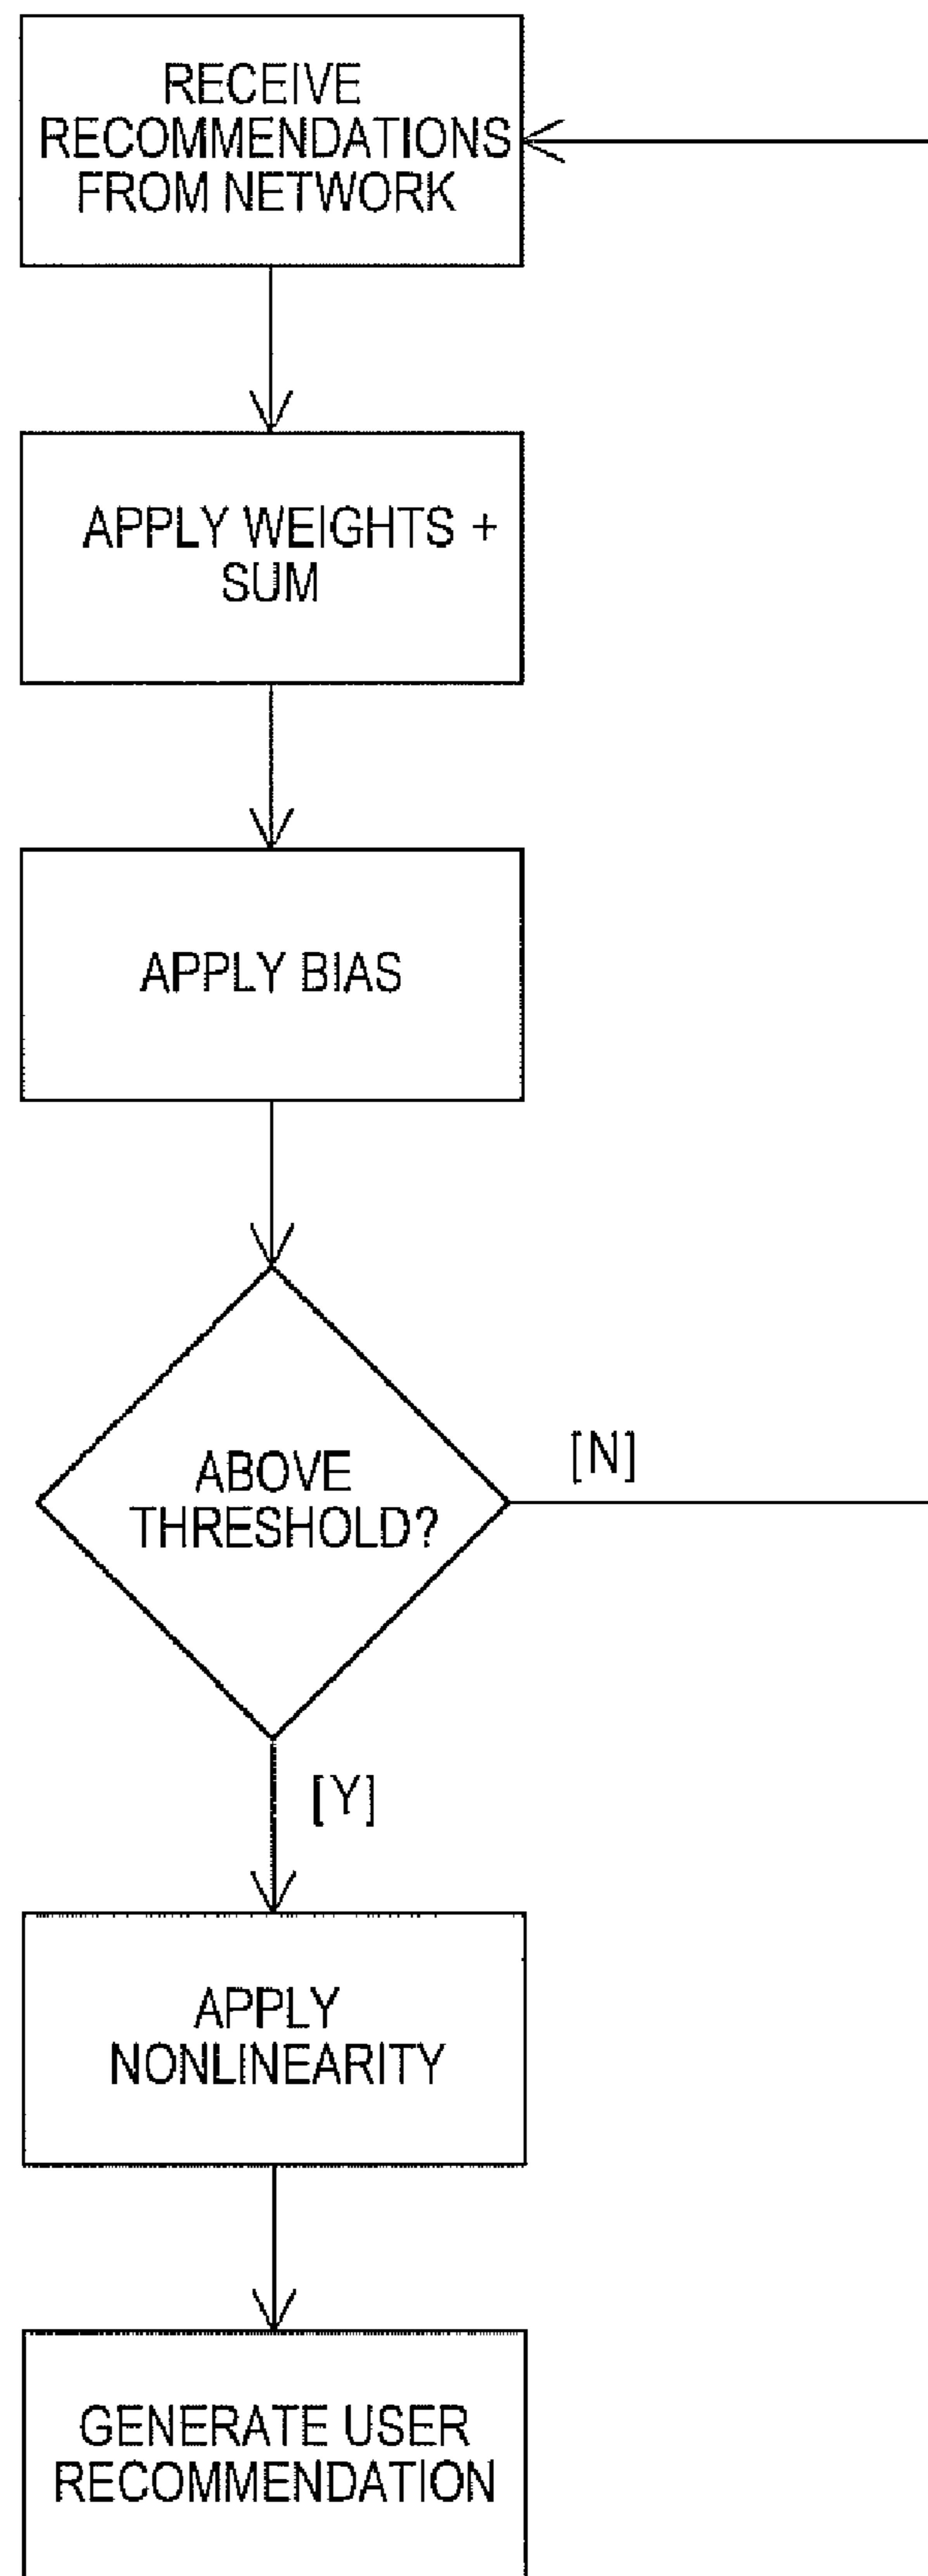 RECEIVE
RECOMMENDATIONS
FROM NETWORK
APPLY WEIGHTS +
SUM
APPLY BIAS
ABOVE
THRESHOLD?
[N]
[Y]
APPLY
NONLINEARITY
GENERATE USER
RECOMMENDATION